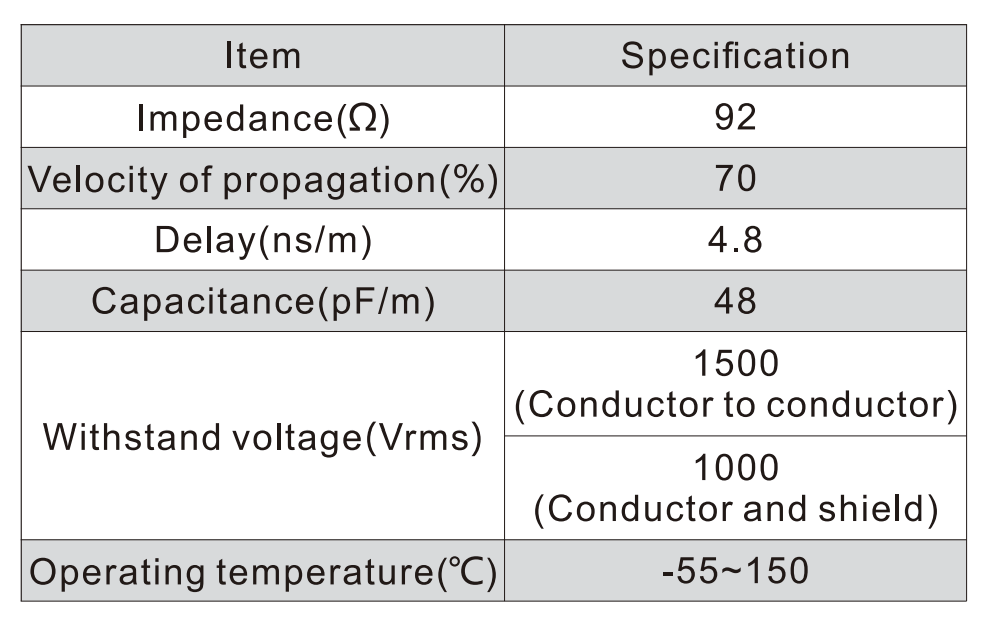 Item Specification
Impedance(Ω) 92
Velocity of propagation(%) 70
Delay(ns/m) 4.8
Capacitance(pF/m) 48
Withstand voltage(Vrms)
1500
(Conductor to conductor)
1000
(Conductor and shield)
Operating temperature(℃) -55~150